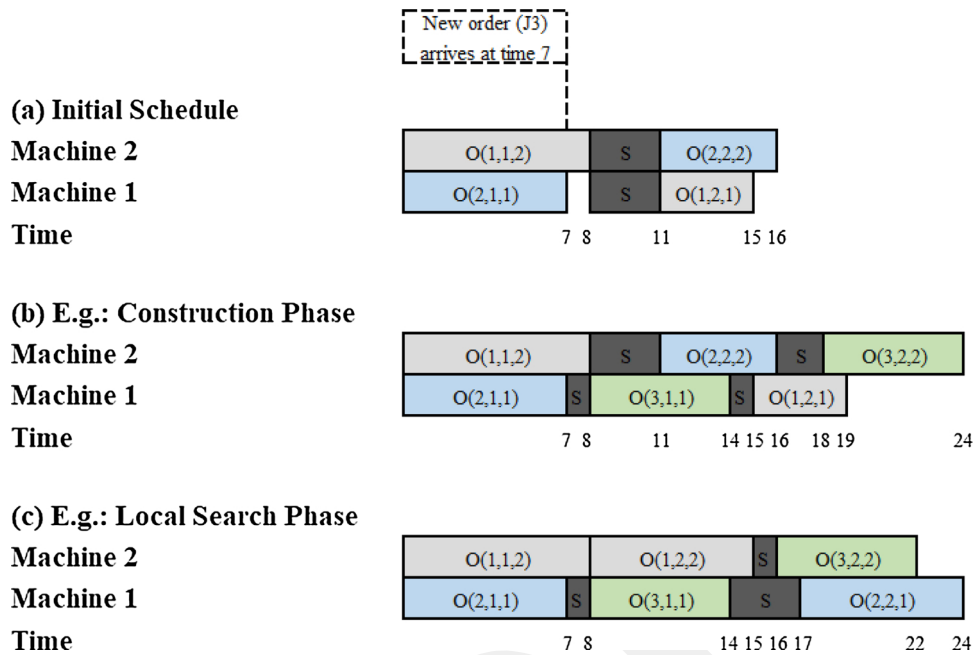 New order (J3)
arrives at time 7
(a) Initial Schedule
Machine 2 O(1,1,2) S O(2,2,2)
Machine 1 O(2,1,1) S O(1,2,1)
Time 7 8 11 15 16
(b) E.g.: Construction Phase
Machine 2 O(1,1,2) S O(2,2,2) S O(3,2,2)
Machine 1 O(2,1,1) S O(3,1,1) S O(1,2,1)
Time 7 8 11 14 15 16 18 19 24
(c) E.g.: Local Search Phase
Machine 2 O(1,1,2) O(1,2,2) S O(3,2,2)
Machine 1 O(2,1,1) S O(3,1,1) S O(2,2,1)
Time 7 8 14 15 16 17 22 24